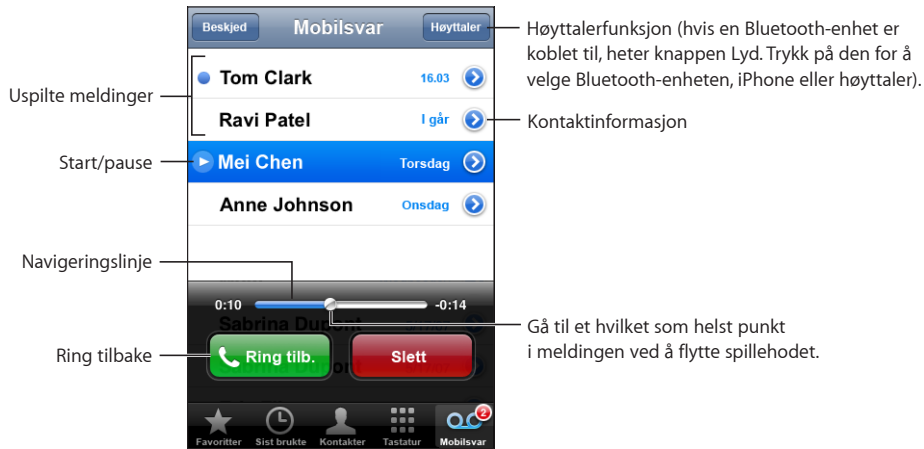 Beskjed
Mobilsvar
Høyttaler
Høyttalerfunksjon (hvis en Bluetooth-enhet er
koblet til, heter knappen Lyd. Trykk på den for å
velge Bluetooth-enheten, iPhone eller høyttaler).
Uspilte meldinger
Tom Clark
16.03
Ravi Patel
I går
Kontaktinformasjon
Start/pause
Mei Chen
Torsdag
Anne Johnson
Onsdag
Navigeringslinje
0:10
-0:14
Sabrina Dupont
Gå til et hvilket som helst punkt
i meldingen ved å flytte spillehodet.
Ring tilbake
Ring tilb.
Slett
Favoritter
Sist brukte
Kontakter
Tastatur
Mobilsvar
2